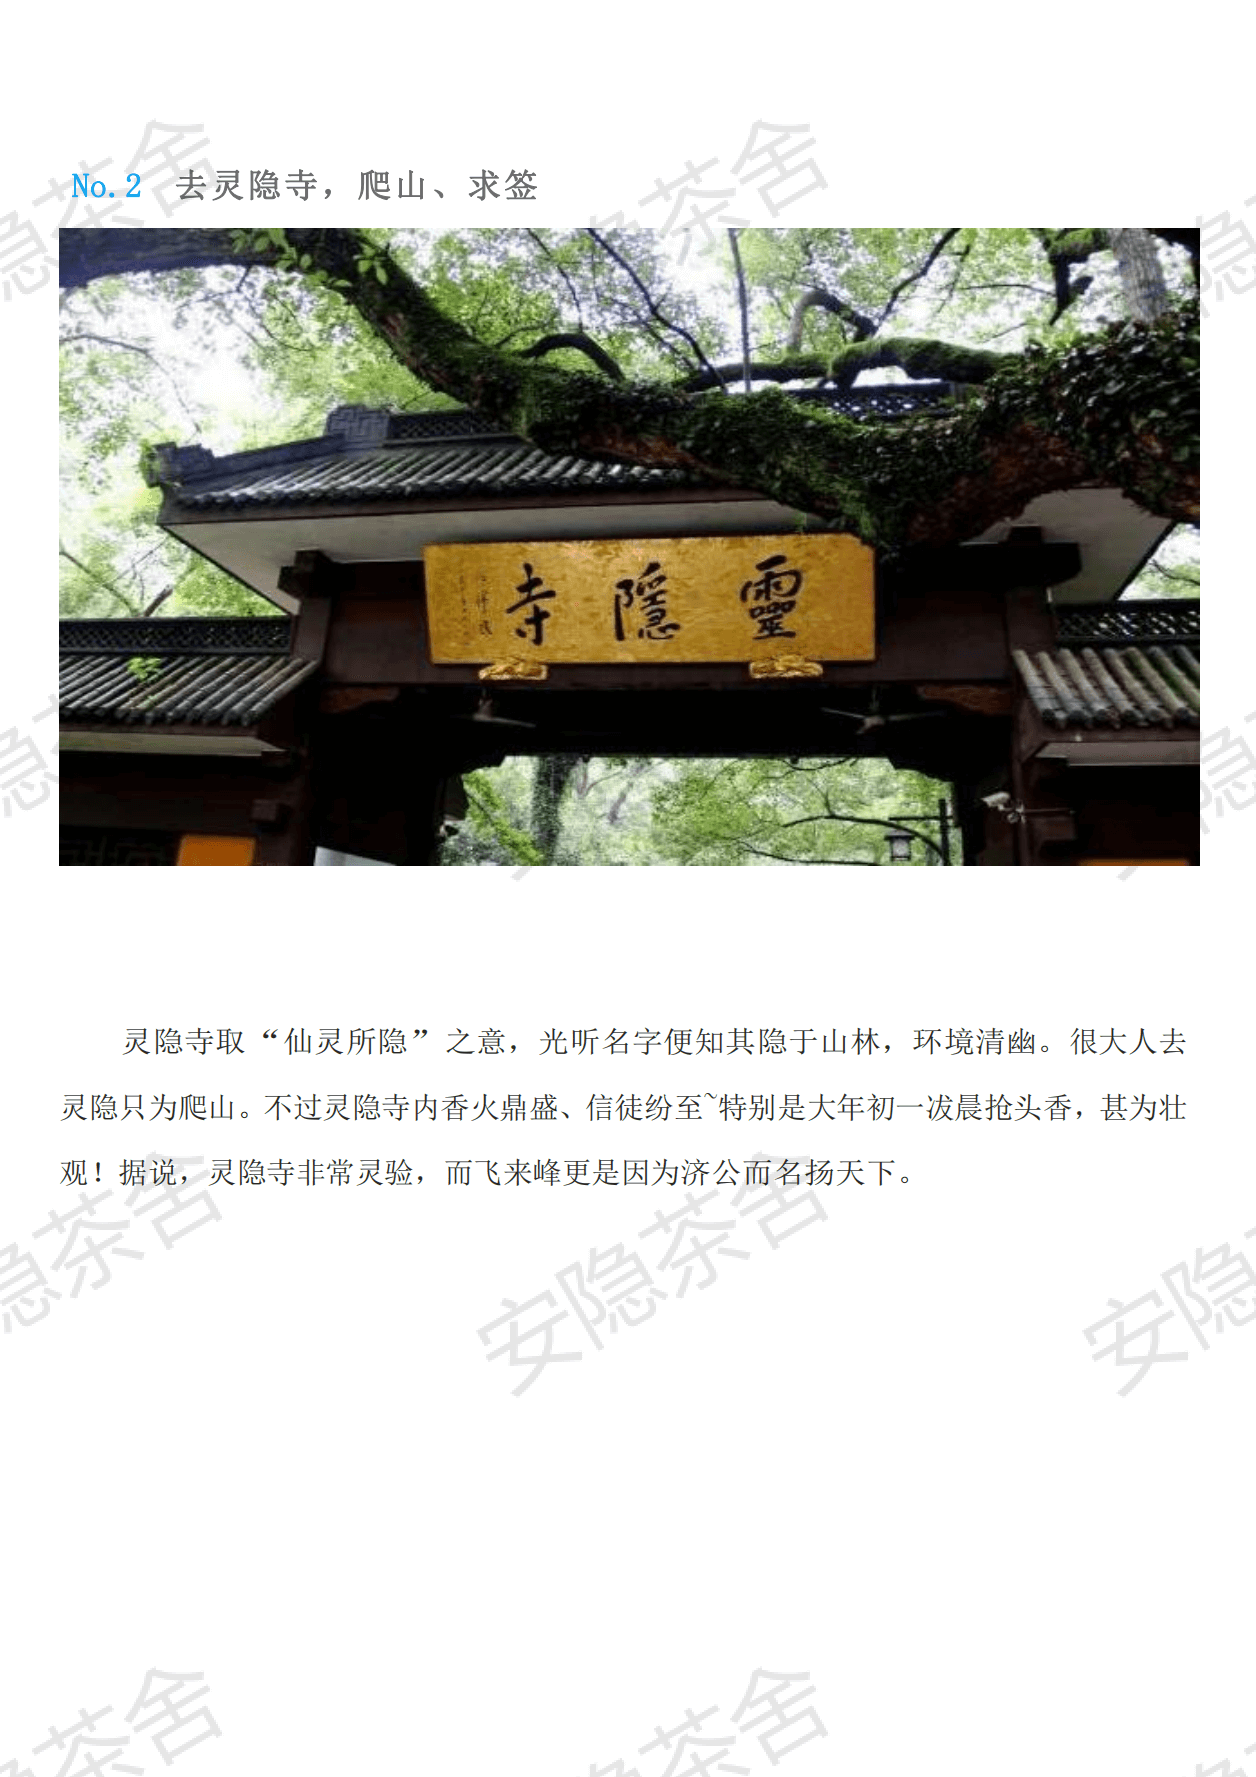 No.2 去灵隐寺，爬山、求签
靈隱寺
灵隐寺取“仙灵所隐”之意，光听名字便知其隐于山林，环境清幽。很大人去
灵隐只为爬山。不过灵隐寺内香火鼎盛、信徒纷至~特别是大年初一凌晨抢头香，甚为壮
观！据说，灵隐寺非常灵验，而飞来峰更是因为济公而名扬天下。
安隐茶舍